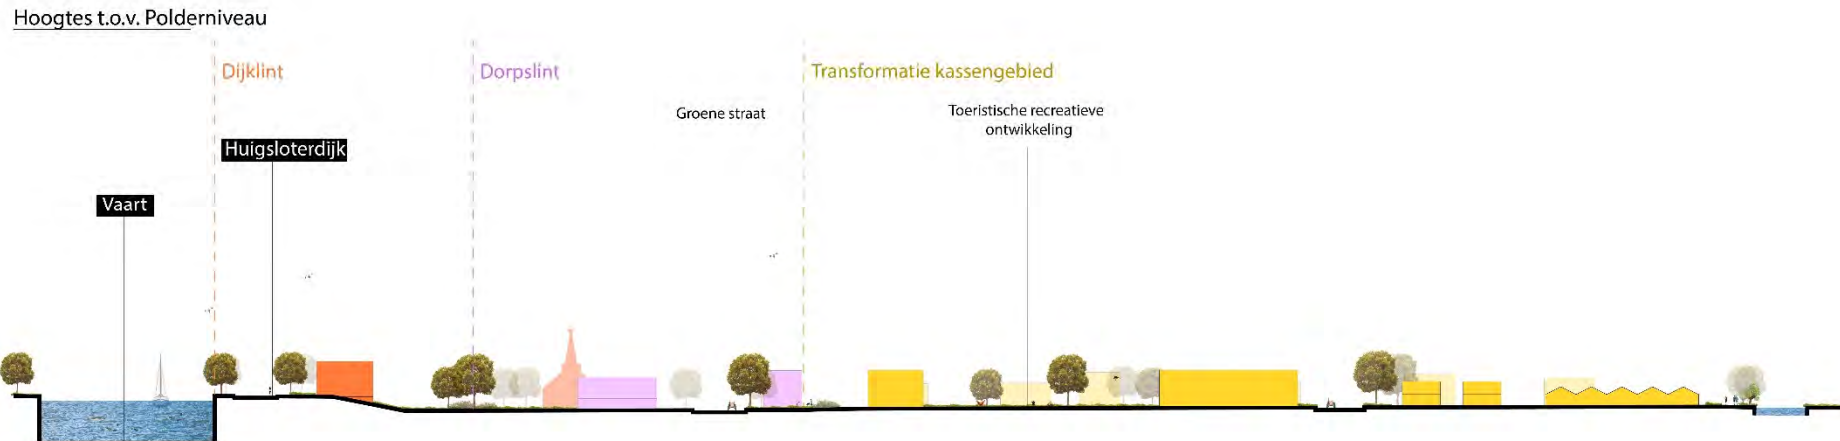 Hoogtes t.o.v. Polderniveau
Dijklint
Dorpslint
Transformatie kassengebied
Groene straat
Toeristische recreatieve
ontwikkeling
Huigsloterdijk
Vaart